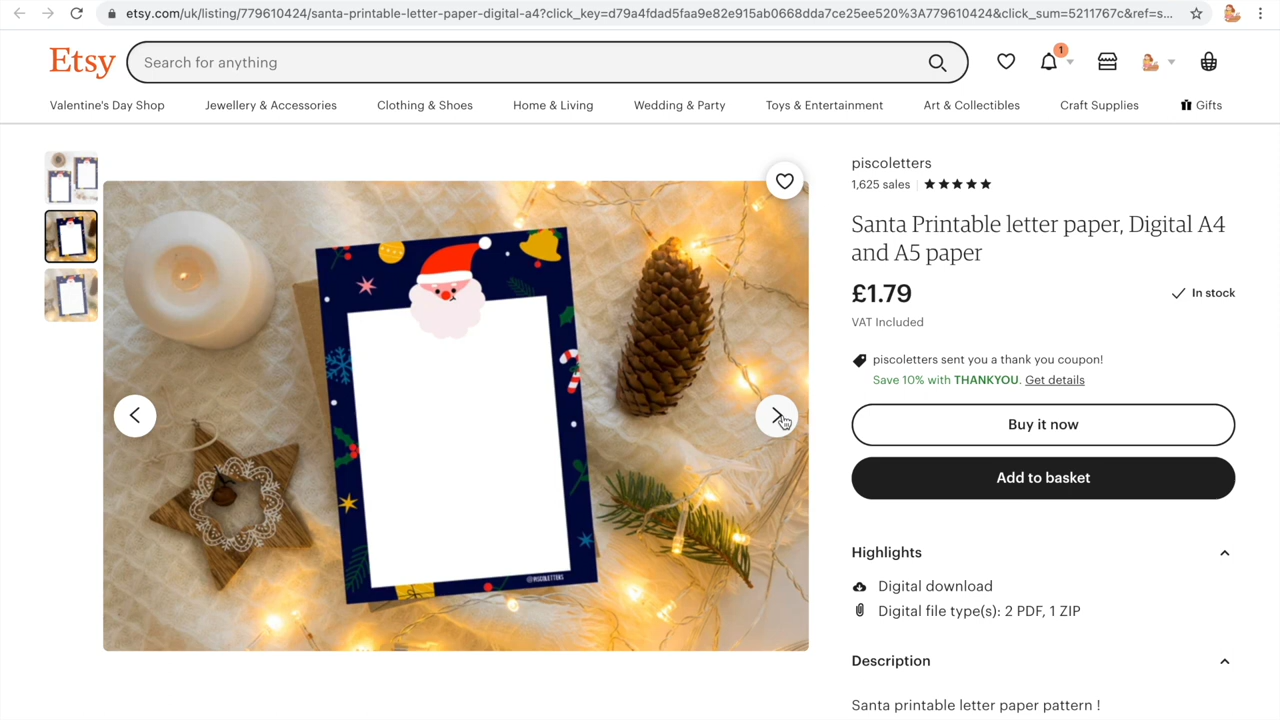 etsy.com/uk/listing/779610424/santa-printable-letter-paper-digital-a4?click_key=d79a4fdad5faa9e82e915ab0668dda7ce25ee520%3A779610424&click_sum=5211767c&ref=s...
Etsy
Search for anything
1
Valentine's Day Shop
Jewellery & Accessories
Clothing & Shoes
Home & Living
Wedding & Party
Toys & Entertainment
Art & Collectibles
Craft Supplies
Gifts
piscoletters
1,625 sales
Santa Printable letter paper, Digital A4
and A5 paper
£1.79
In stock
VAT Included
piscoletters sent you a thank you coupon!
Save 10% with THANKYOU. Get details
Buy it now
Add to basket
@PISCOLETTERS
Highlights
Digital download
Digital file type(s): 2 PDF, 1 ZIP
Description
Santa printable letter paper pattern !